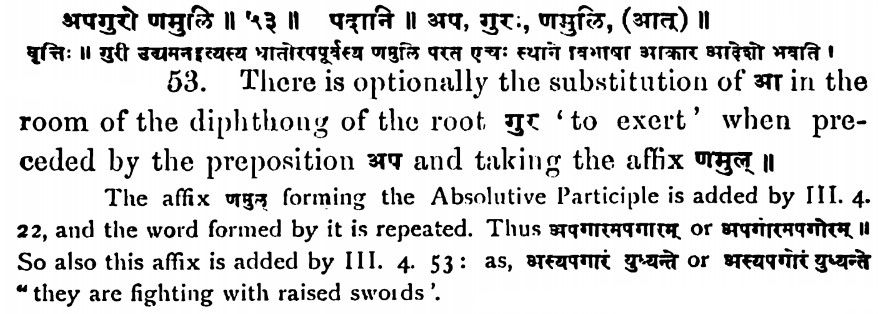 अपगुरो णमुलि ॥ ५३ ॥ पदानि ॥ अप, गुरः, णमुलि, (आत्) ॥
वृत्तिः ॥ गुरी उद्यमनइत्यस्य धातोरपपूर्वस्य णमुलि परत एचः स्थाने विभाषा आकार आदेशो भवति ।
53. There is optionally the substitution of आ in the
room of the diphthong of the root गुर 'to exert' when pre-
ceded by the preposition अप and taking the affix णमुल् ॥
The affix णमुल् forming the Absolutive Participle is added by III. 4.
22, and the word formed by it is repeated. Thus अपगारमपगारम् or अपगोरमपगोरम् ॥
So also this affix is added by III. 4. 53: as, अस्यपगारं युध्यन्ते or अस्यपगोरं युध्यन्ते
"they are fighting with raised swords'.